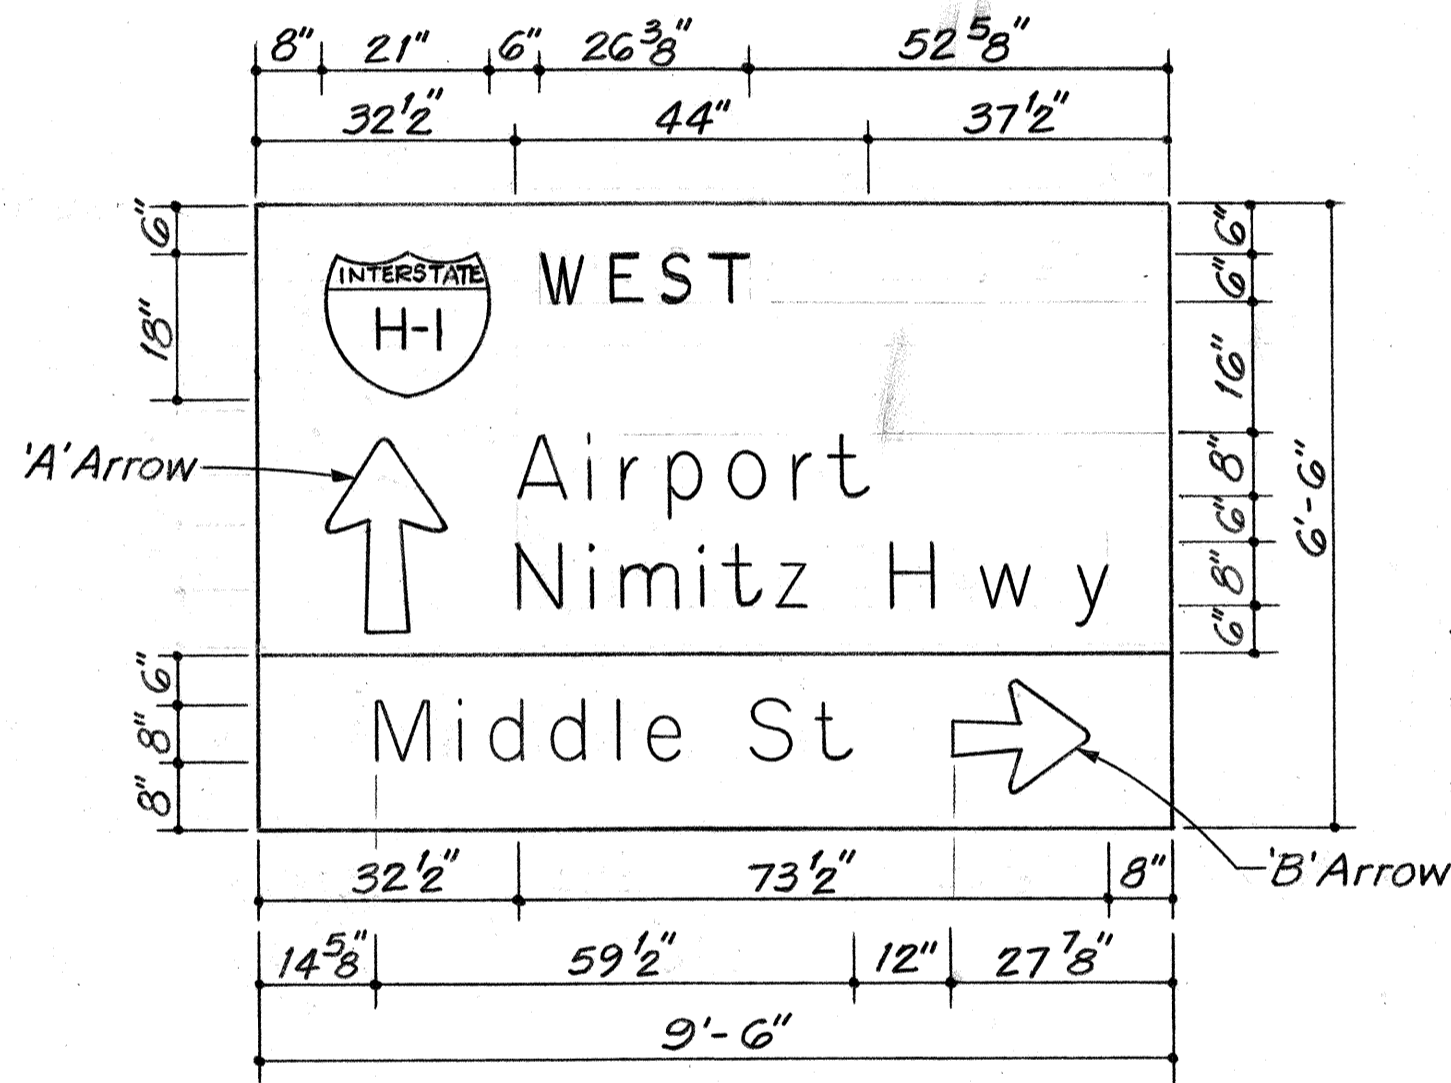 8" 21" 6" 26 3/8" 52 5/8"
32 1/2" 44" 37 1/2"
6" 18"
6" 6" 16" 8" 6" 8" 6"
6'-6"
INTERSTATE
H-1
WEST
'A' Arrow
Airport
Nimitz Hwy
6" 8" 8"
Middle St
'B' Arrow
32 1/2" 73 1/2" 8"
14 5/8" 59 1/2" 12" 27 7/8"
9'-6"